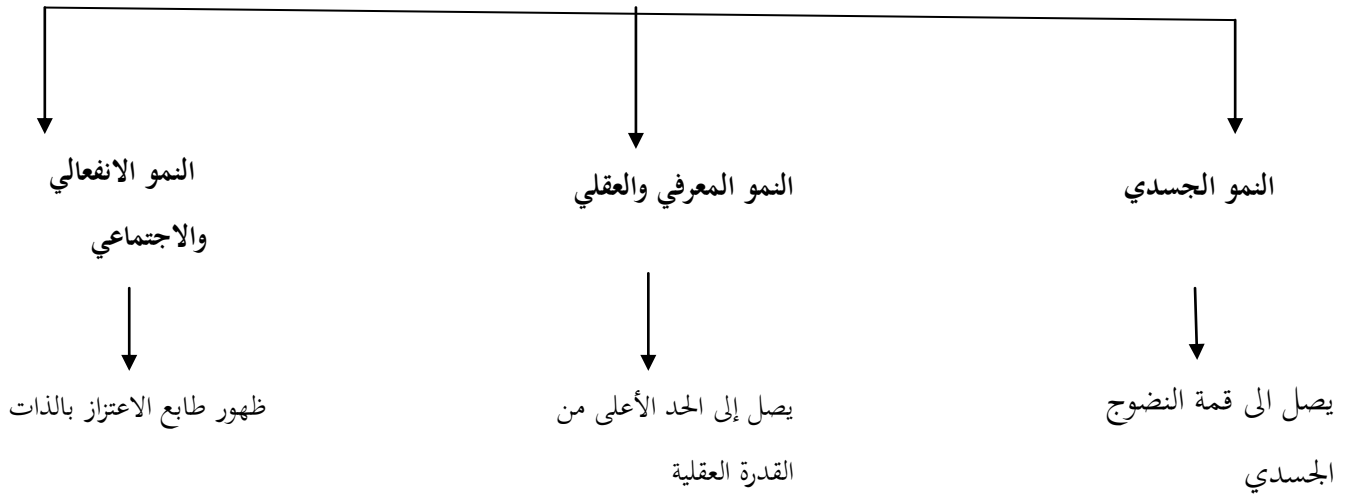 النمو الجسدي
النمو المعرفي والعقلي
النمو الانفعالي
والاجتماعي
يصل الى قمة النضوج
الجسدي
يصل إلى الحد الأعلى من
القدرة العقلية
ظهور طابع الاعتزاز بالذات